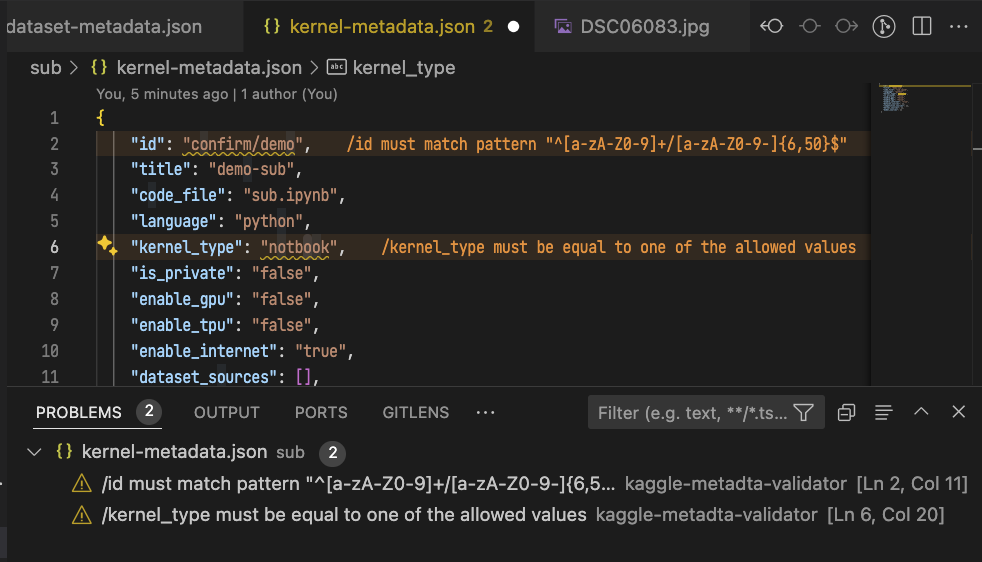 dataset-metadata.json
{} kernel-metadata.json 2
DSC06083.jpg
sub > {} kernel-metadata.json > abc kernel_type
You, 5 minutes ago | 1 author (You)
1 {
2 "id": "confirm/demo", /id must match pattern "^[a-zA-Z0-9]+/[a-zA-Z0-9-]{6,50}$"
3 "title": "demo-sub",
4 "code_file": "sub.ipynb",
5 "language": "python",
6 "kernel_type": "notbook", /kernel_type must be equal to one of the allowed values
7 "is_private": "false",
8 "enable_gpu": "false",
9 "enable_tpu": "false",
10 "enable_internet": "true",
11 "dataset_sources": [],
PROBLEMS 2 OUTPUT PORTS GITLENS ... Filter (e.g. text, **/*.ts...
{} kernel-metadata.json sub 2
/id must match pattern "^[a-zA-Z0-9]+/[a-zA-Z0-9-]{6,5... kaggle-metadta-validator [Ln 2, Col 11]
/kernel_type must be equal to one of the allowed values kaggle-metadta-validator [Ln 6, Col 20]